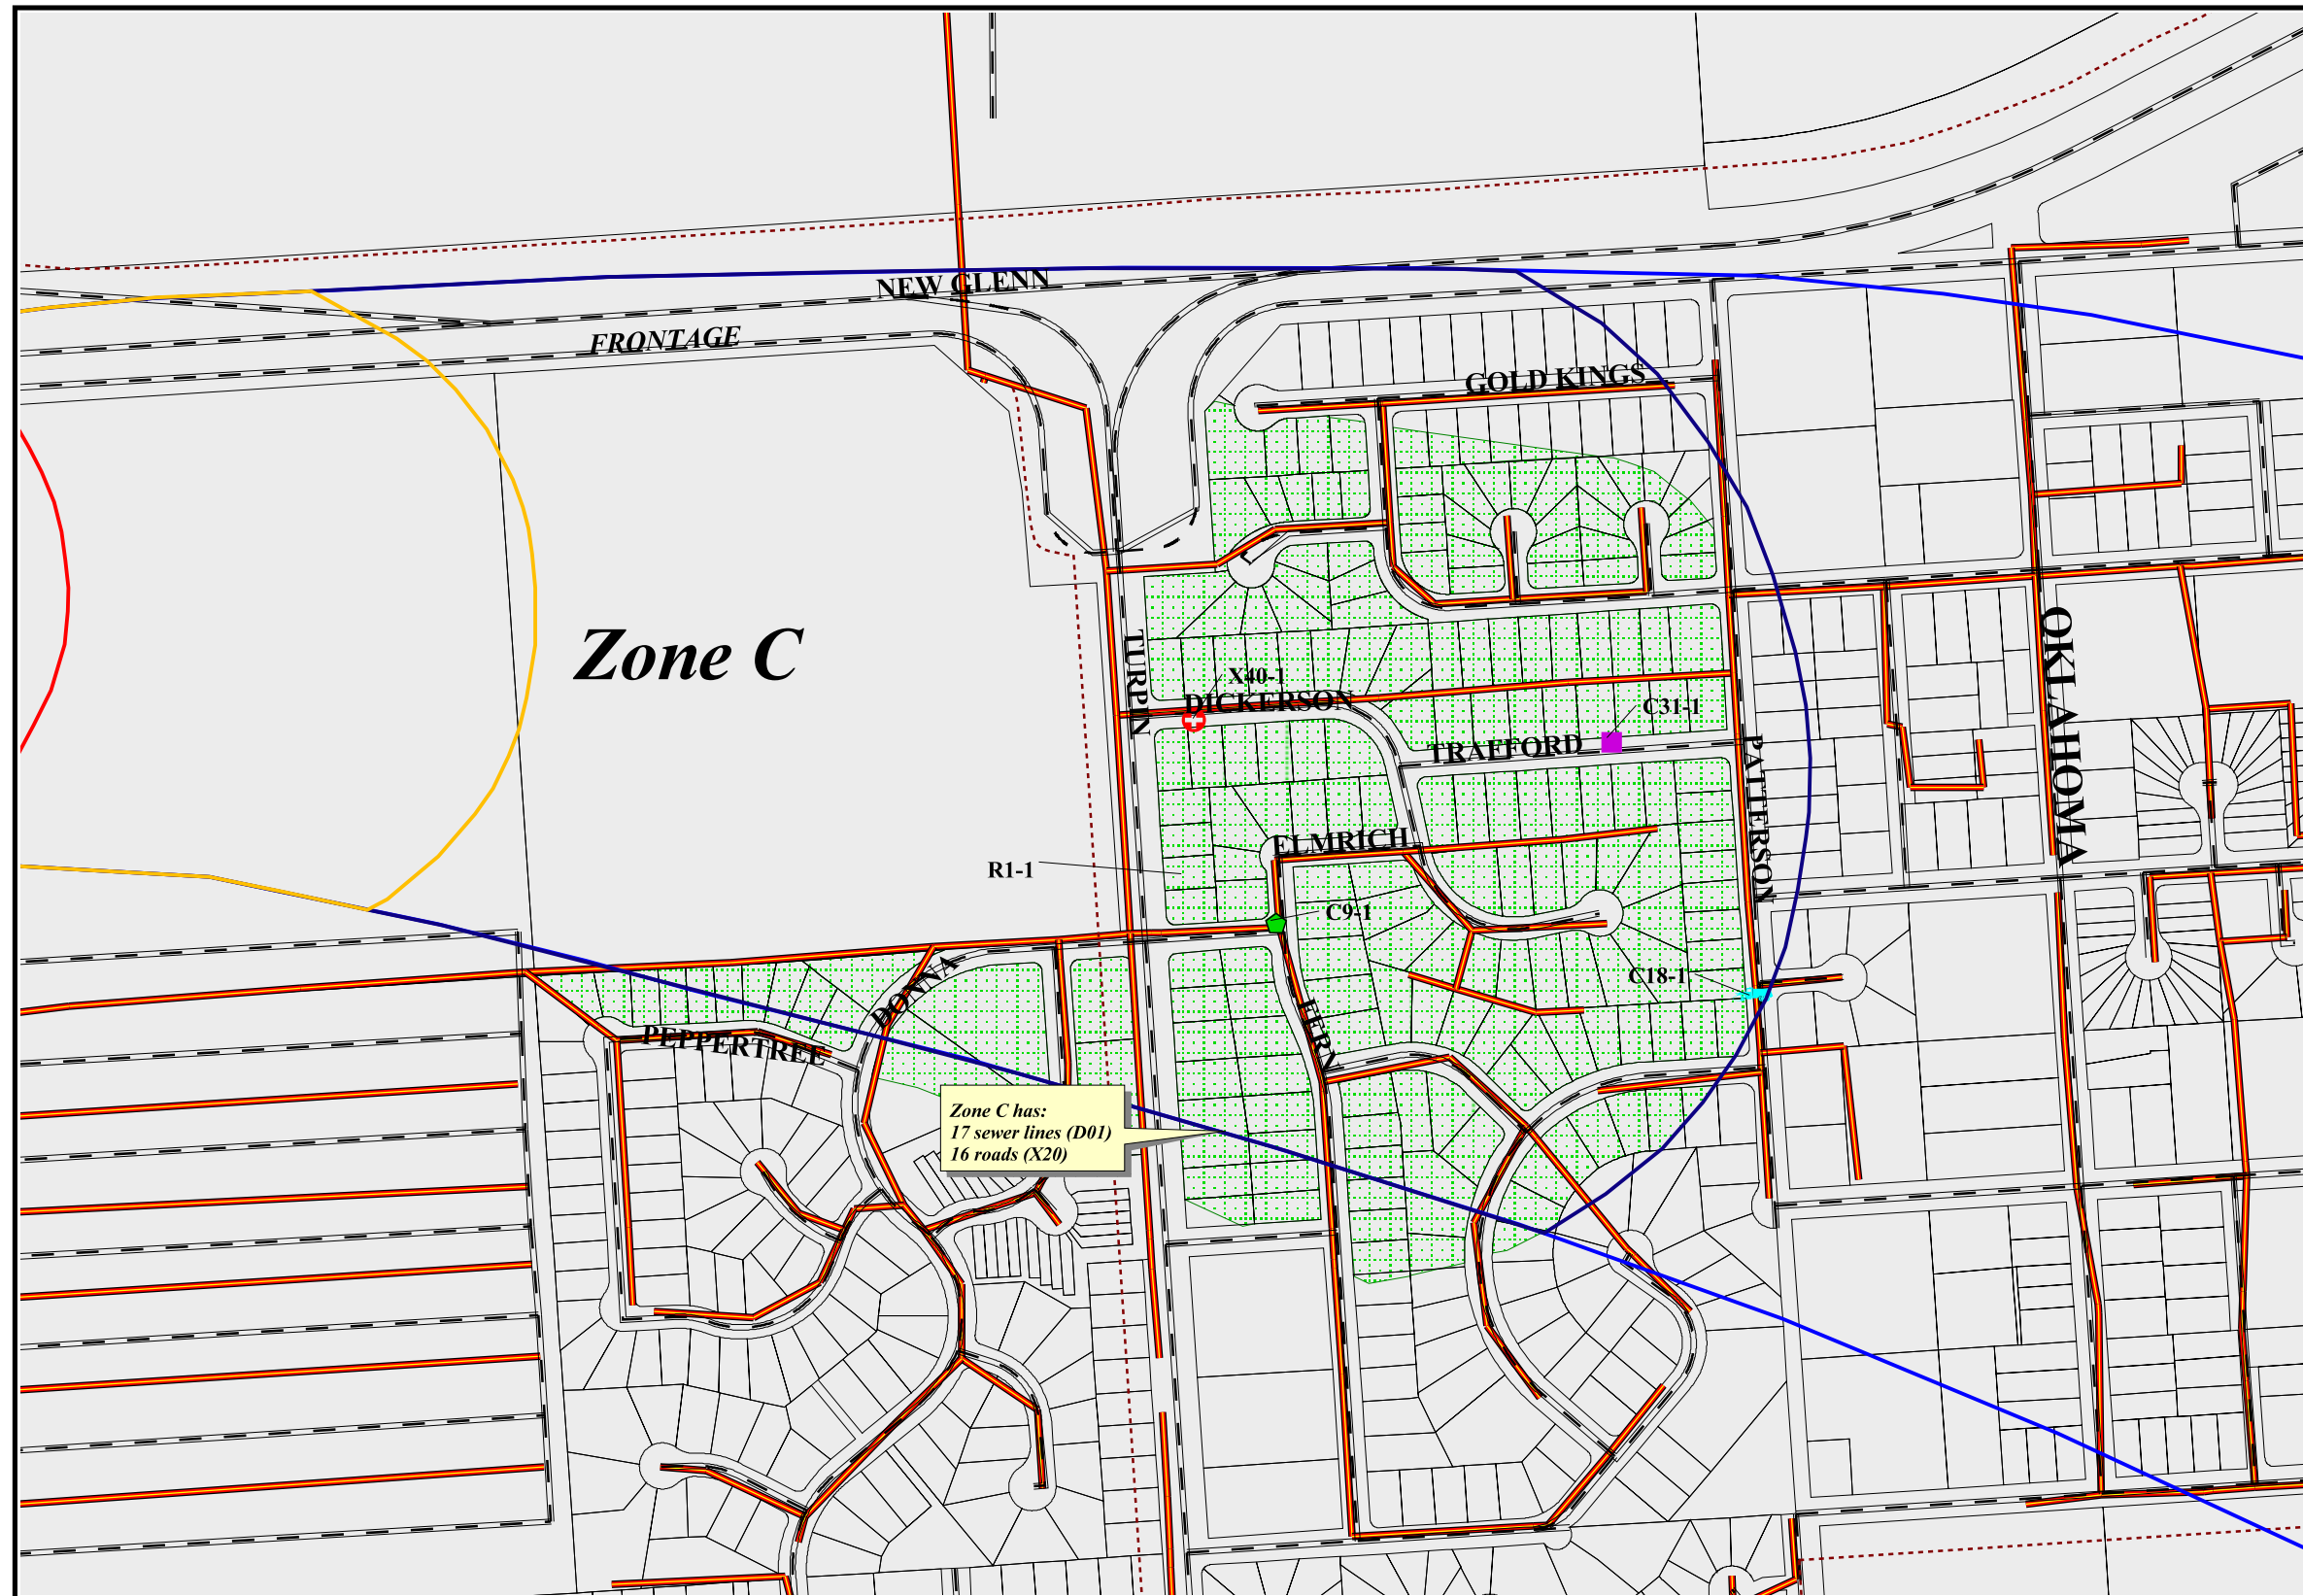 NEW GLENN
FRONTAGE
GOLD KINGS
Zone C
TURPIN
X40-1
DICKERSON
C31-1
TRAFFORD
OKLAHOMA
PATTERSON
ELMRICH
R1-1
C9-1
DONNA
C18-1
PEPPERTREE
FERN
Zone C has:
17 sewer lines (D01)
16 roads (X20)